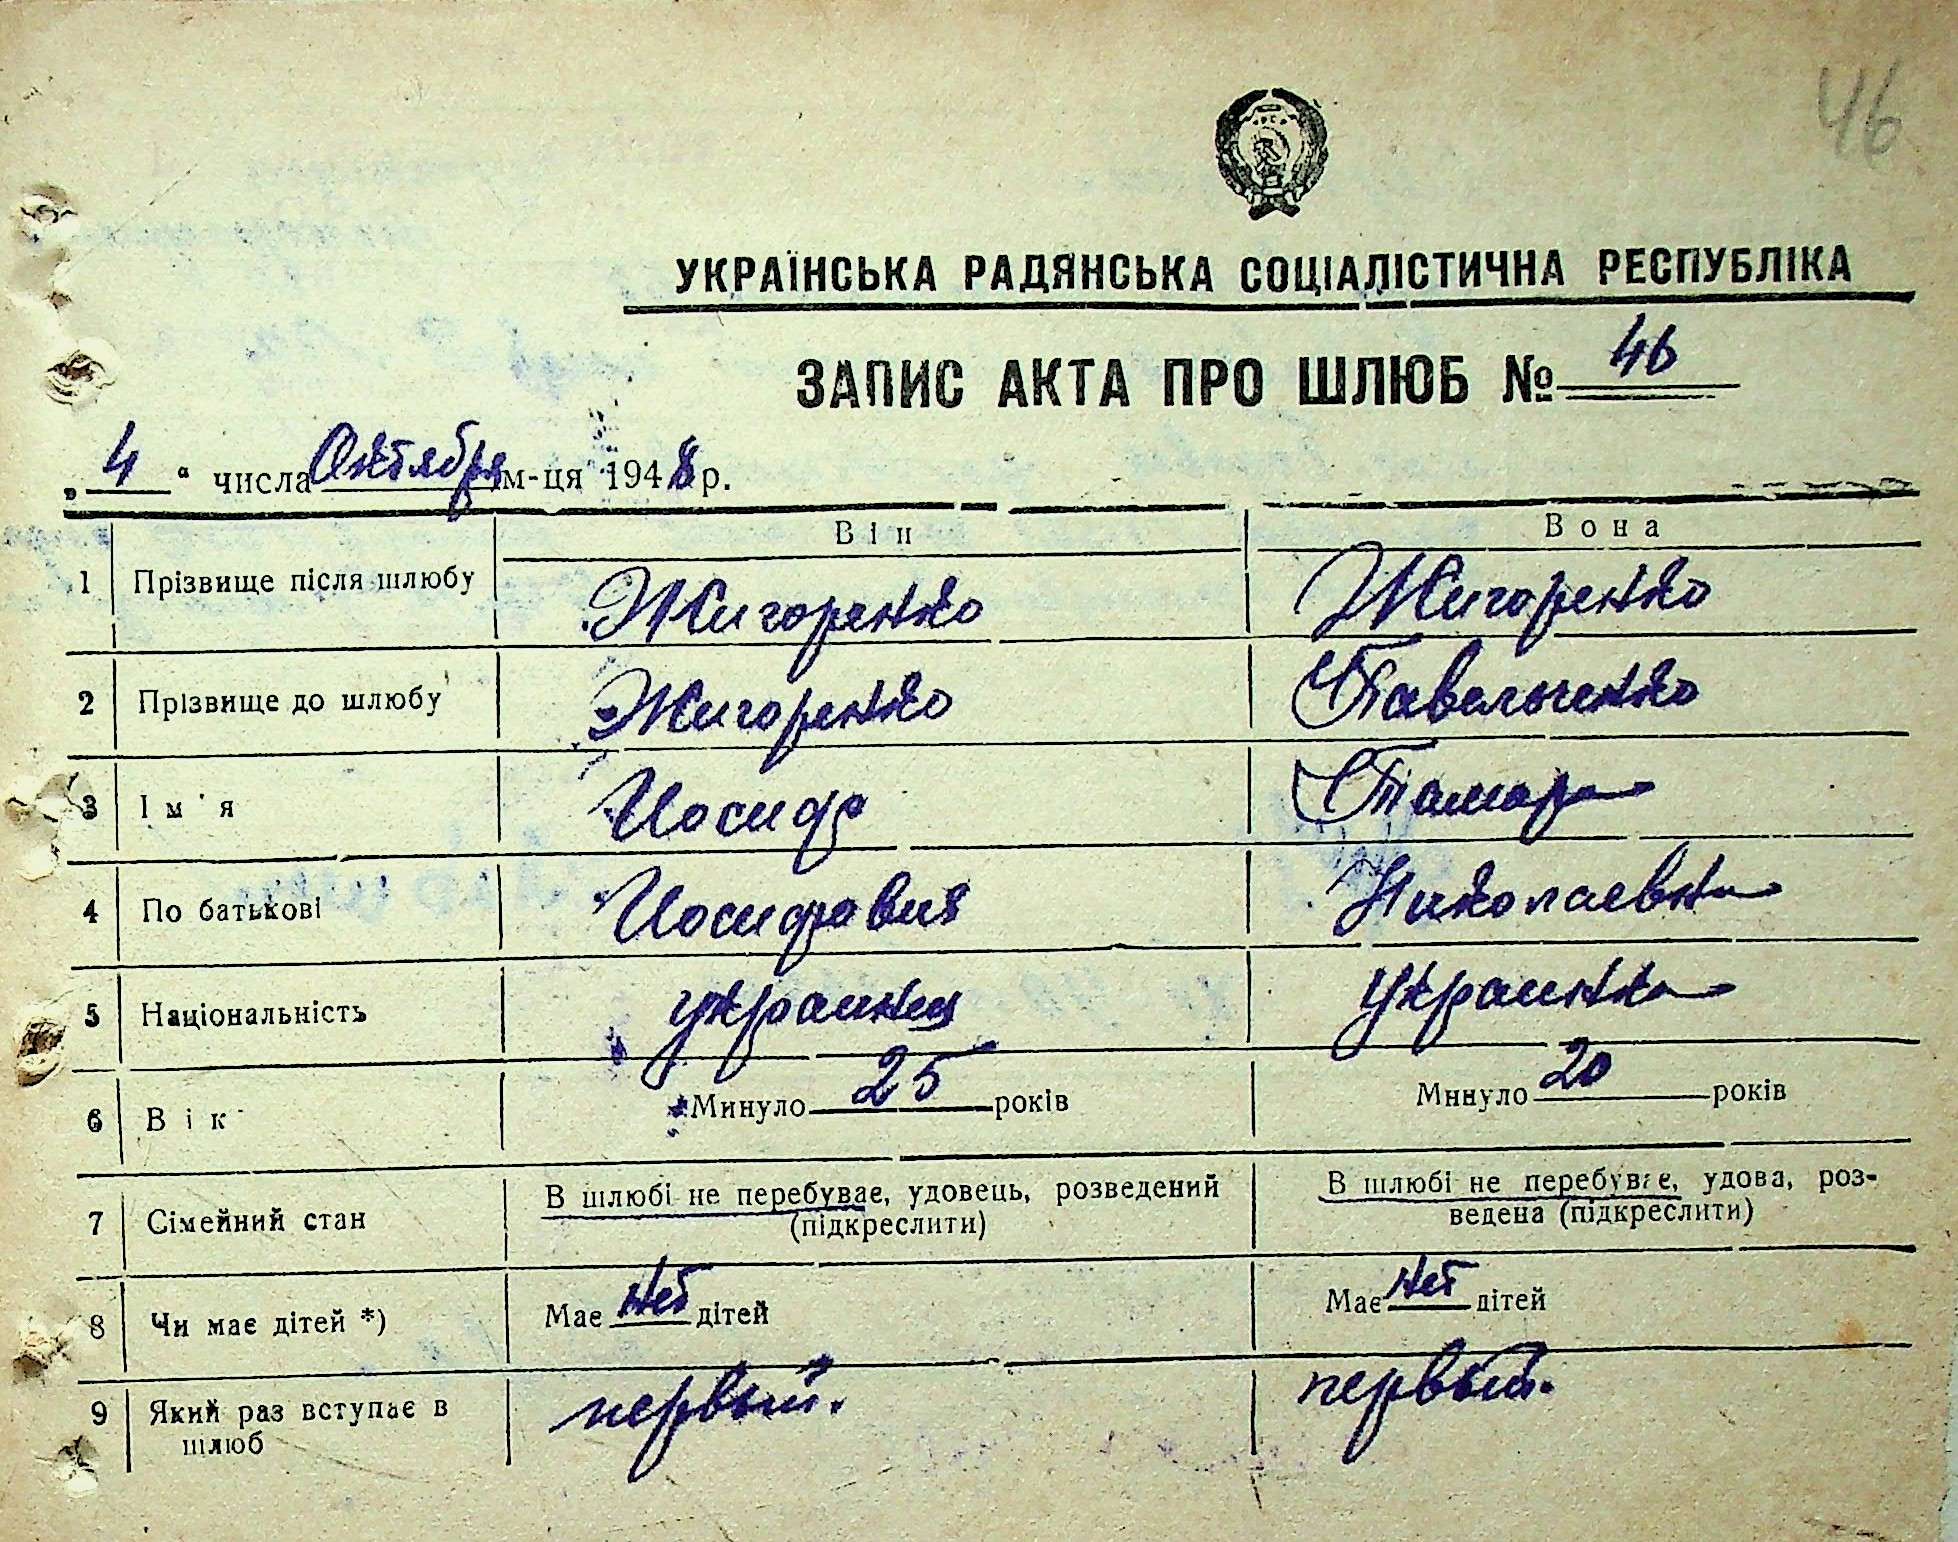 46
УКРАЇНСЬКА РАДЯНСЬКА СОЦІАЛІСТИЧНА РЕСПУБЛІКА
ЗАПИС АКТА ПРО ШЛЮБ № 46
„ 4 “ числа Октября м-ця 1948 р.
Він Вона
1 Прізвище після шлюбу Жигоренко Жигоренко
2 Прізвище до шлюбу Жигоренко Павельченко
3 Ім'я Иосиф Тамара
4 По батькові Иосифович Николаевна
5 Національність украинец украинка
6 Вік Минуло 25 років Минуло 20 років
7 Сімейний стан В шлюбі не перебуває, удовець, розведений В шлюбі не перебуває, удова, роз-
(підкреслити) ведена (підкреслити)
8 Чи має дітей *) Має нет дітей Має нет дітей
9 Який раз вступає в первый. первый.
шлюб